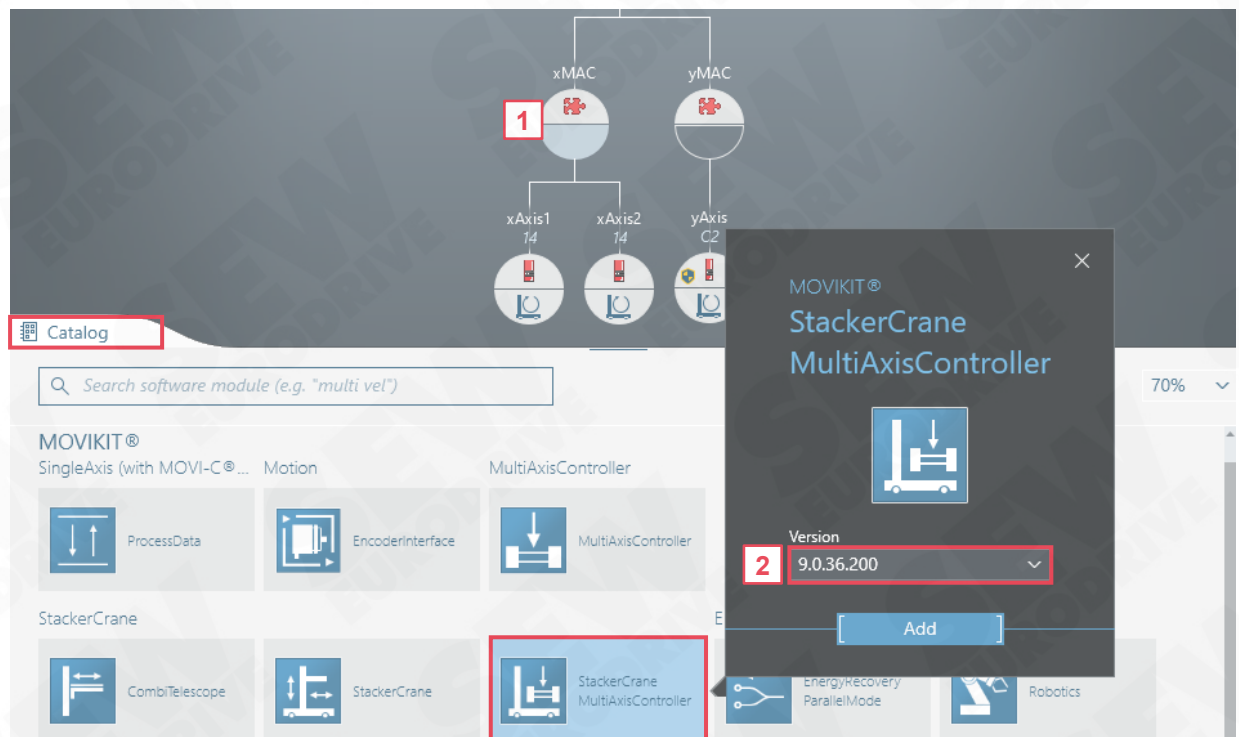 xMAC
yMAC
1
xAxis1
14
xAxis2
14
yAxis
C2
Catalog
Search software module (e.g. "multi vel")
70%
MOVIKIT®
SingleAxis (with MOVI-C®...
Motion
MultiAxisController
ProcessData
EncoderInterface
MultiAxisController
StackerCrane
E
CombiTelescope
StackerCrane
StackerCrane
MultiAxisController
EnergyRecovery
ParallelMode
Robotics
MOVIKIT®
StackerCrane
MultiAxisController
Version
2
9.0.36.200
Add
SEW
EURODRIVE